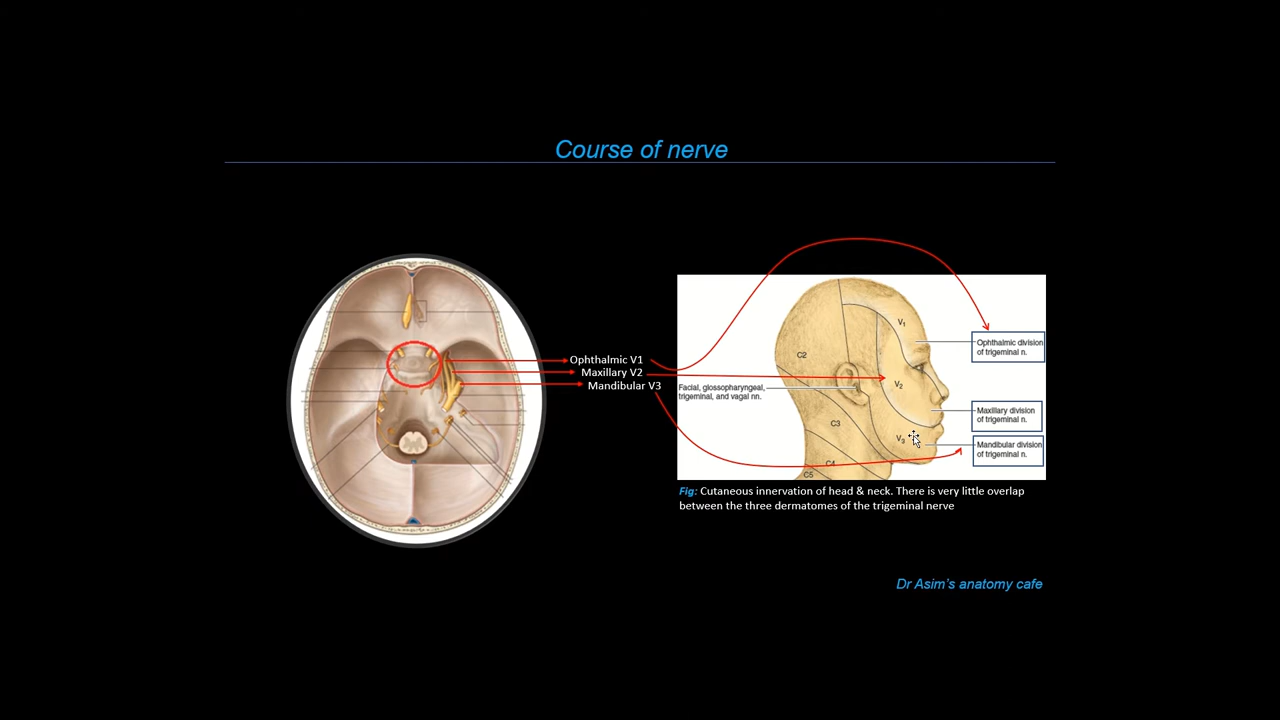 Course of nerve
Ophthalmic V1
Maxillary V2
Mandibular V3
V1
C2
V2
Facial, glossopharyngeal,
trigeminal, and vagal nn.
C3
V3
C4
C5
Ophthalmic division
of trigeminal n.
Maxillary division
of trigeminal n.
Mandibular division
of trigeminal n.
Fig: Cutaneous innervation of head & neck. There is very little overlap
between the three dermatomes of the trigeminal nerve
Dr Asim's anatomy cafe